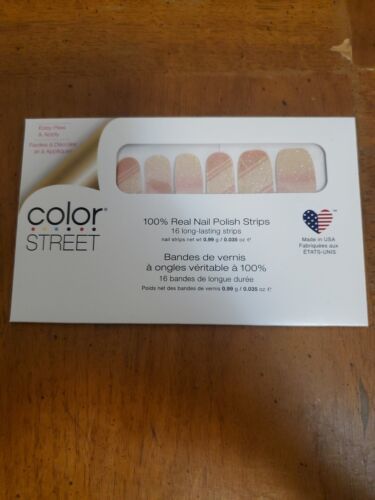 Easy Peel
& Apply
Faciles à Décoller
et à Appliquer
color®
STREET
100% Real Nail Polish Strips
16 long-lasting strips
nail strips net wt 0.99 g / 0.035 oz ℮
Bandes de vernis
à ongles véritable à 100%
16 bandes de longue durée
Poids net des bandes de vernis 0.99 g / 0.035 oz ℮
Made in USA
Fabriquées aux
ÉTATS-UNIS